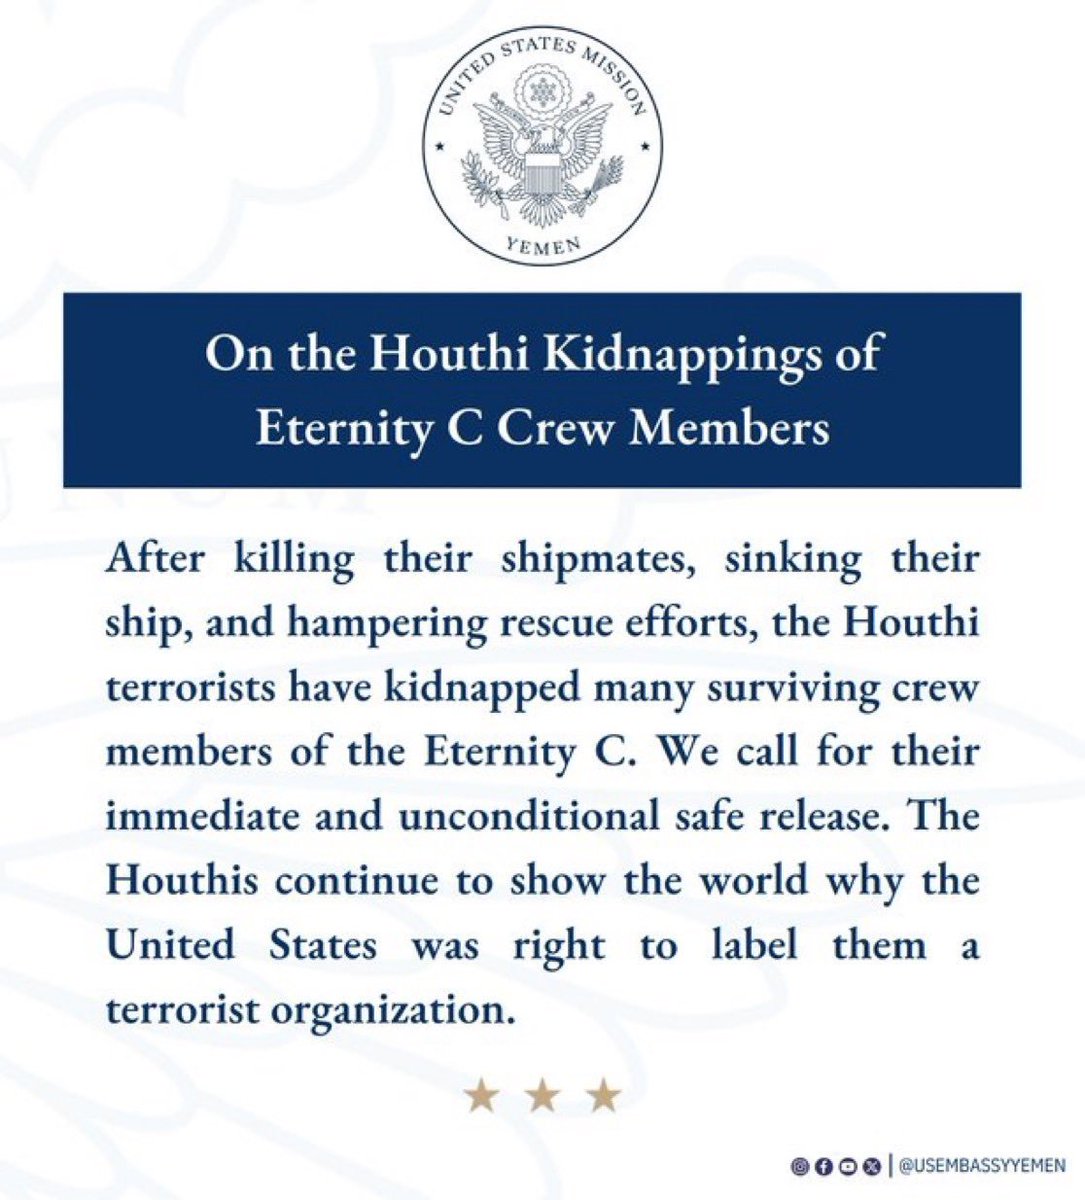 UNITED STATES MISSION
YEMEN
On the Houthi Kidnappings of
Eternity C Crew Members
After killing their shipmates, sinking their
ship, and hampering rescue efforts, the Houthi
terrorists have kidnapped many surviving crew
members of the Eternity C. We call for their
immediate and unconditional safe release. The
Houthis continue to show the world why the
United States was right to label them a
terrorist organization.
@USEMBASSYYEMEN